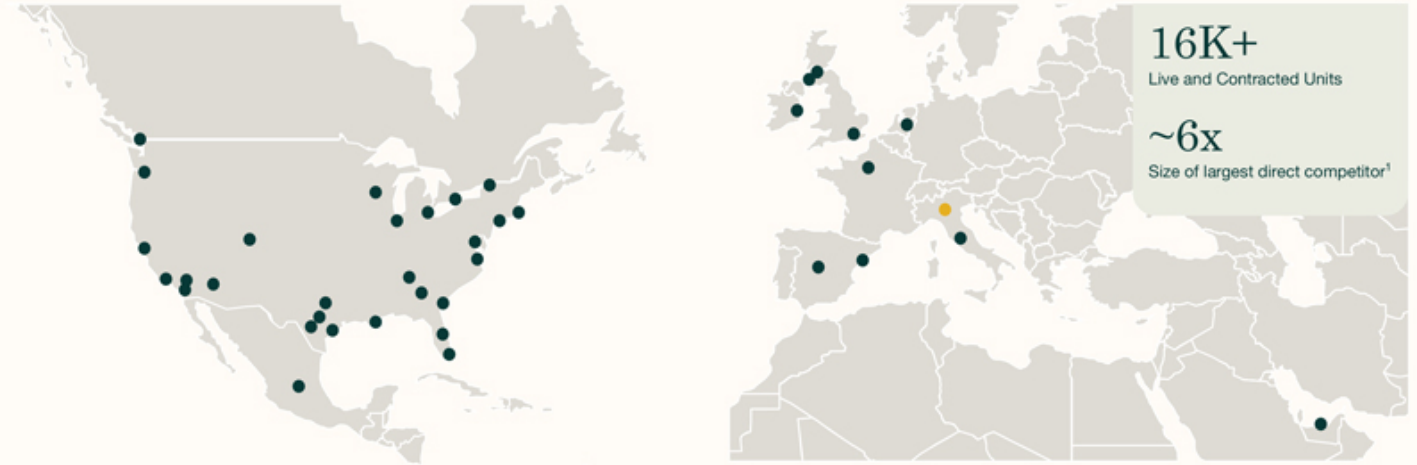 16K+
Live and Contracted Units
~6x
Size of largest direct competitor¹